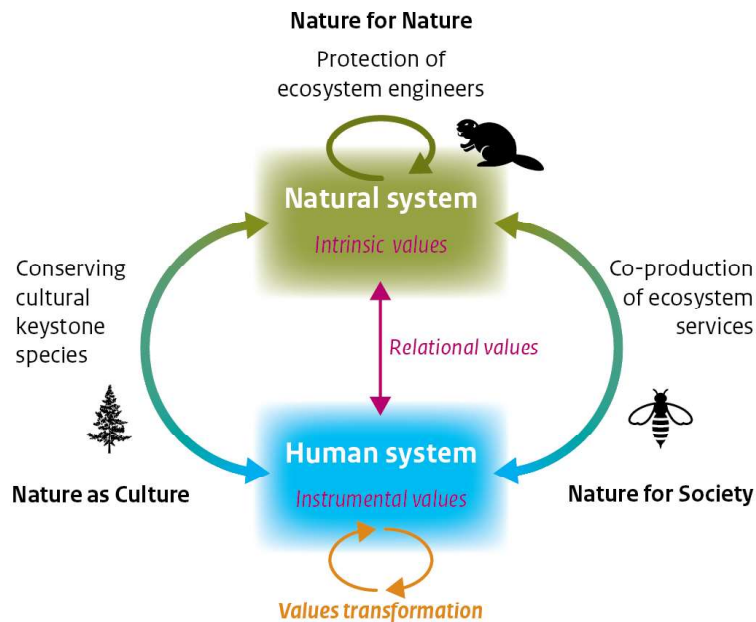 Nature for Nature
Protection of
ecosystem engineers
Natural system
Intrinsic values
Conserving
cultural
keystone
species
Co-production
of ecosystem
services
Relational values
Human system
Instrumental values
Nature as Culture
Nature for Society
Values transformation